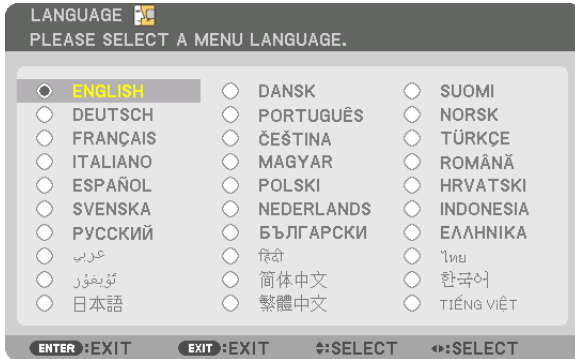 LANGUAGE
PLEASE SELECT A MENU LANGUAGE.
ENGLISH DANSK SUOMI
DEUTSCH PORTUGUÊS NORSK
FRANÇAIS ČEŠTINA TÜRKÇE
ITALIANO MAGYAR ROMÂNĂ
ESPAÑOL POLSKI HRVATSKI
SVENSKA NEDERLANDS INDONESIA
РУССКИЙ БЪЛГАРСКИ ΕΛΛΗΝΙΚΑ
عربي हिंदी ไทย
ئۇيغۇر 简体中文 한국어
日本語 繁體中文 TIẾNG VIỆT
ENTER :EXIT EXIT :EXIT :SELECT :SELECT